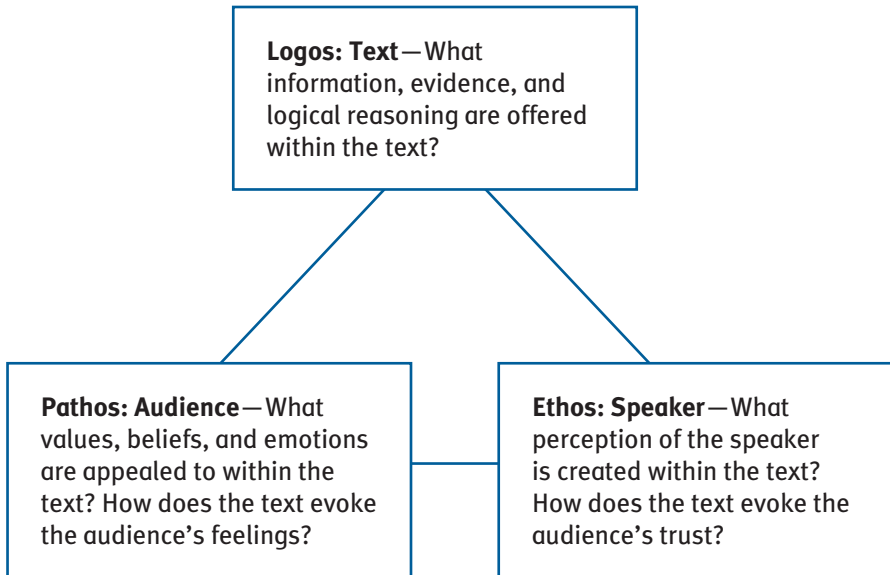 Logos: Text—What
information, evidence, and
logical reasoning are offered
within the text?
Pathos: Audience—What
values, beliefs, and emotions
are appealed to within the
text? How does the text evoke
the audience’s feelings?
Ethos: Speaker—What
perception of the speaker
is created within the text?
How does the text evoke the
audience’s trust?